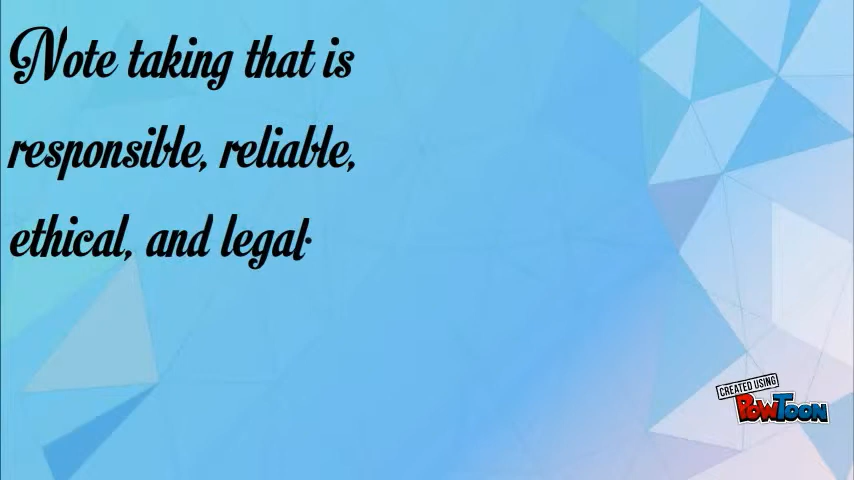 Note taking that is
responsible, reliable,
ethical, and legal.
CREATED USING
POWTOON